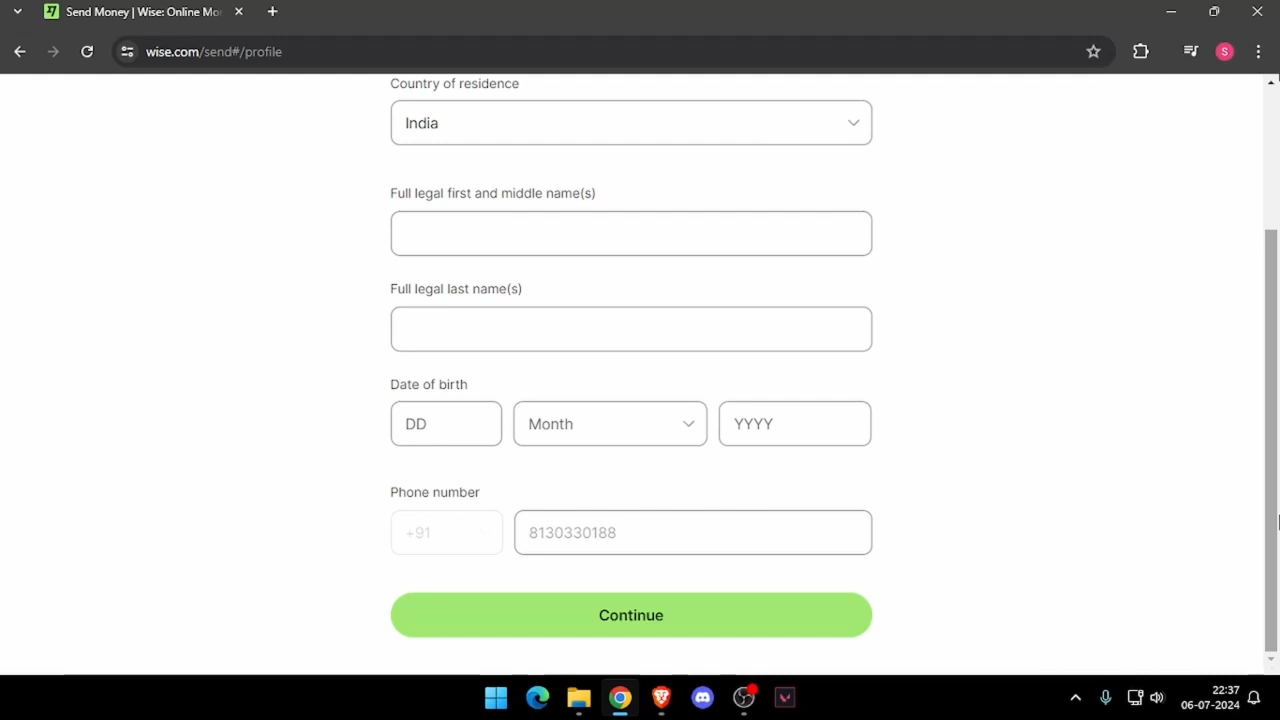 Send Money | Wise: Online Mo
wise.com/send#/profile
S
Country of residence
India
Full legal first and middle name(s)
Full legal last name(s)
Date of birth
DD
Month
YYYY
Phone number
+91
8130330188
Continue
22:37
06-07-2024